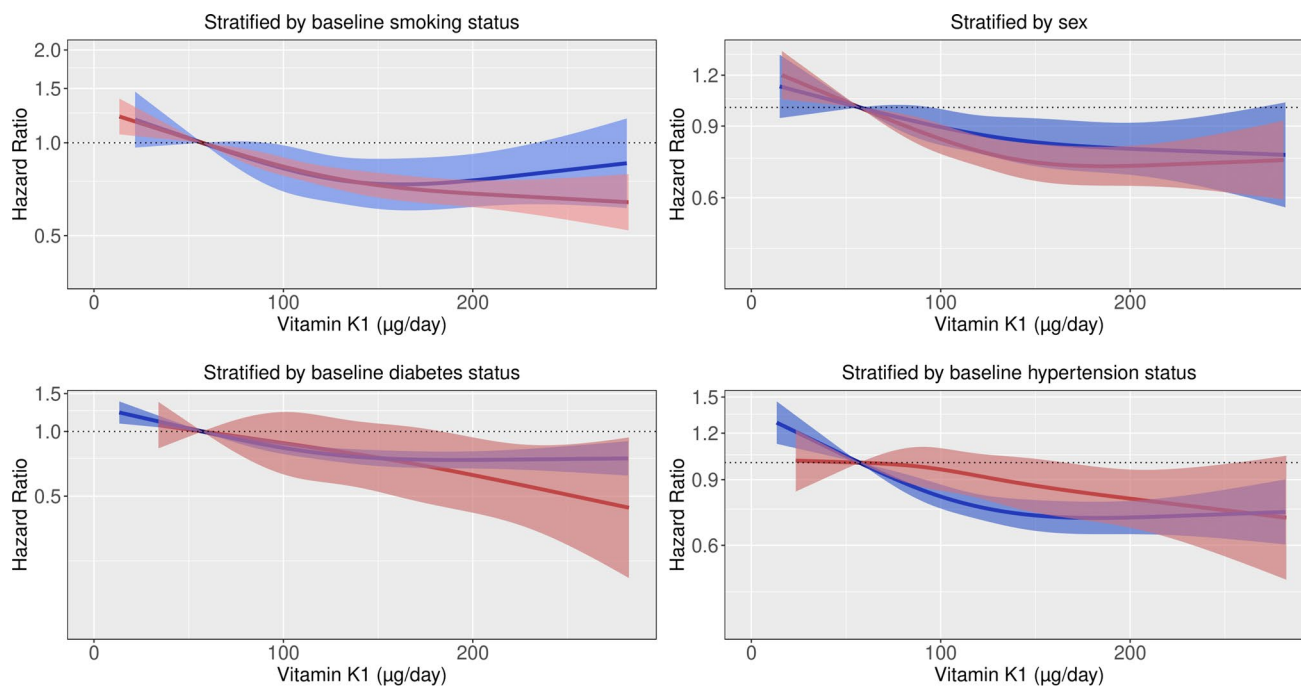 Stratified by baseline smoking status
2.0
1.5
1.0
0.5
Hazard Ratio
0
100
200
Vitamin K1 (µg/day)
Stratified by sex
1.2
0.9
0.6
Hazard Ratio
0
100
200
Vitamin K1 (µg/day)
Stratified by baseline diabetes status
1.5
1.0
0.5
Hazard Ratio
0
100
200
Vitamin K1 (µg/day)
Stratified by baseline hypertension status
1.5
1.2
0.9
0.6
Hazard Ratio
0
100
200
Vitamin K1 (µg/day)